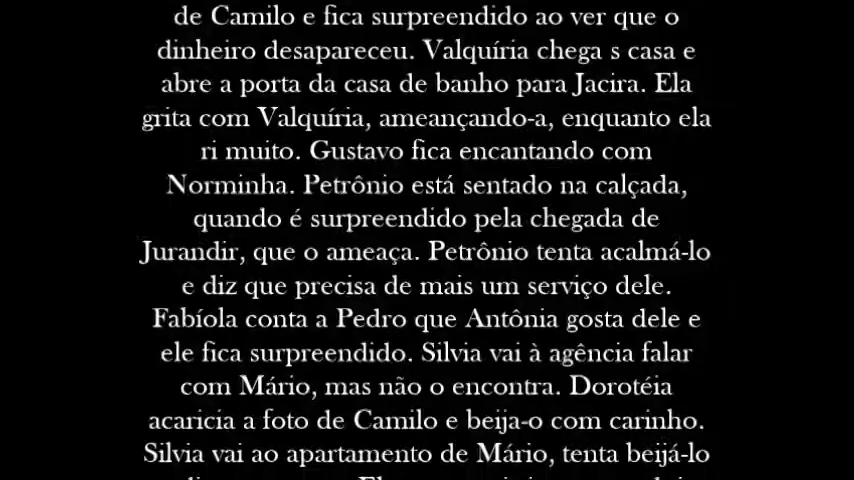 de Camilo e fica surpreendido ao ver que o
dinheiro desapareceu. Valquíria chega s casa e
abre a porta da casa de banho para Jacira. Ela
grita com Valquíria, ameançando-a, enquanto ela
ri muito. Gustavo fica encantando com
Norminha. Petrônio está sentado na calçada,
quando é surpreendido pela chegada de
Jurandir, que o ameaça. Petrônio tenta acalmá-lo
e diz que precisa de mais um serviço dele.
Fabíola conta a Pedro que Antônia gosta dele e
ele fica surpreendido. Silvia vai à agência falar
com Mário, mas não o encontra. Dorotéia
acaricia a foto de Camilo e beija-o com carinho.
Silvia vai ao apartamento de Mário, tenta beijá-lo